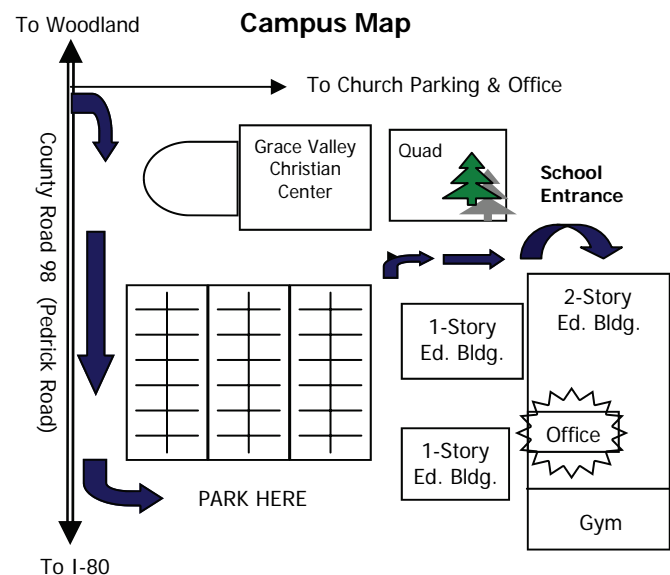 To Woodland
Campus Map
To Church Parking & Office
County Road 98 (Pedrick Road)
Grace Valley
Christian
Center
Quad
School
Entrance
2-Story
Ed. Bldg.
1-Story
Ed. Bldg.
Office
1-Story
Ed. Bldg.
PARK HERE
Gym
To I-80